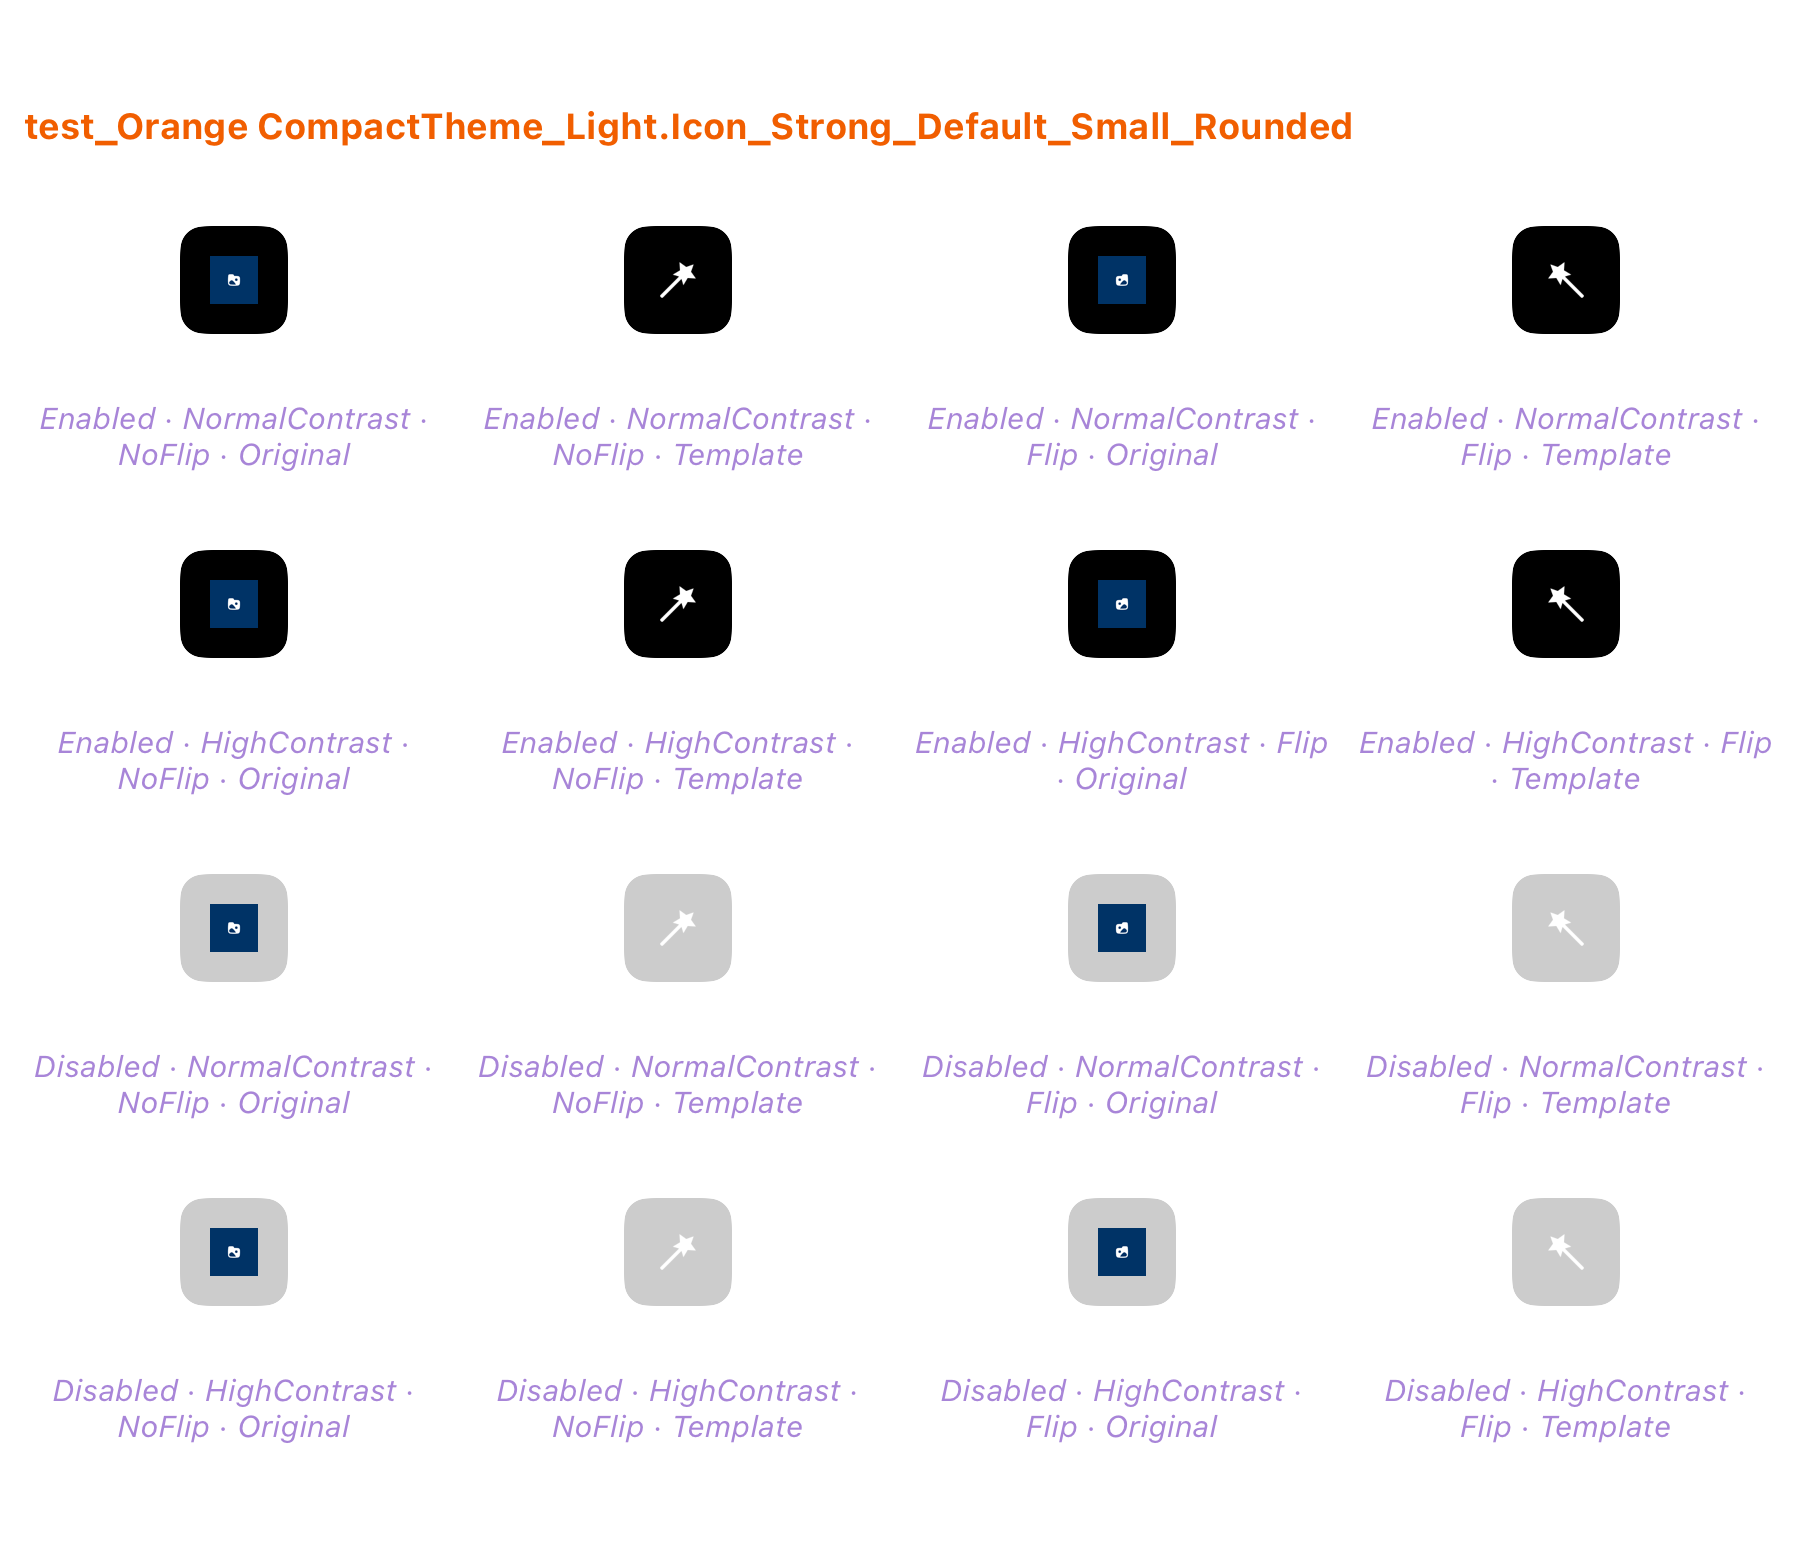 test_Orange CompactTheme_Light.Icon_Strong_Default_Small_Rounded
Enabled · NormalContrast ·
NoFlip · Original
Enabled · NormalContrast ·
NoFlip · Template
Enabled · NormalContrast ·
Flip · Original
Enabled · NormalContrast ·
Flip · Template
Enabled · HighContrast ·
NoFlip · Original
Enabled · HighContrast ·
NoFlip · Template
Enabled · HighContrast · Flip
· Original
Enabled · HighContrast · Flip
· Template
Disabled · NormalContrast ·
NoFlip · Original
Disabled · NormalContrast ·
NoFlip · Template
Disabled · NormalContrast ·
Flip · Original
Disabled · NormalContrast ·
Flip · Template
Disabled · HighContrast ·
NoFlip · Original
Disabled · HighContrast ·
NoFlip · Template
Disabled · HighContrast ·
Flip · Original
Disabled · HighContrast ·
Flip · Template